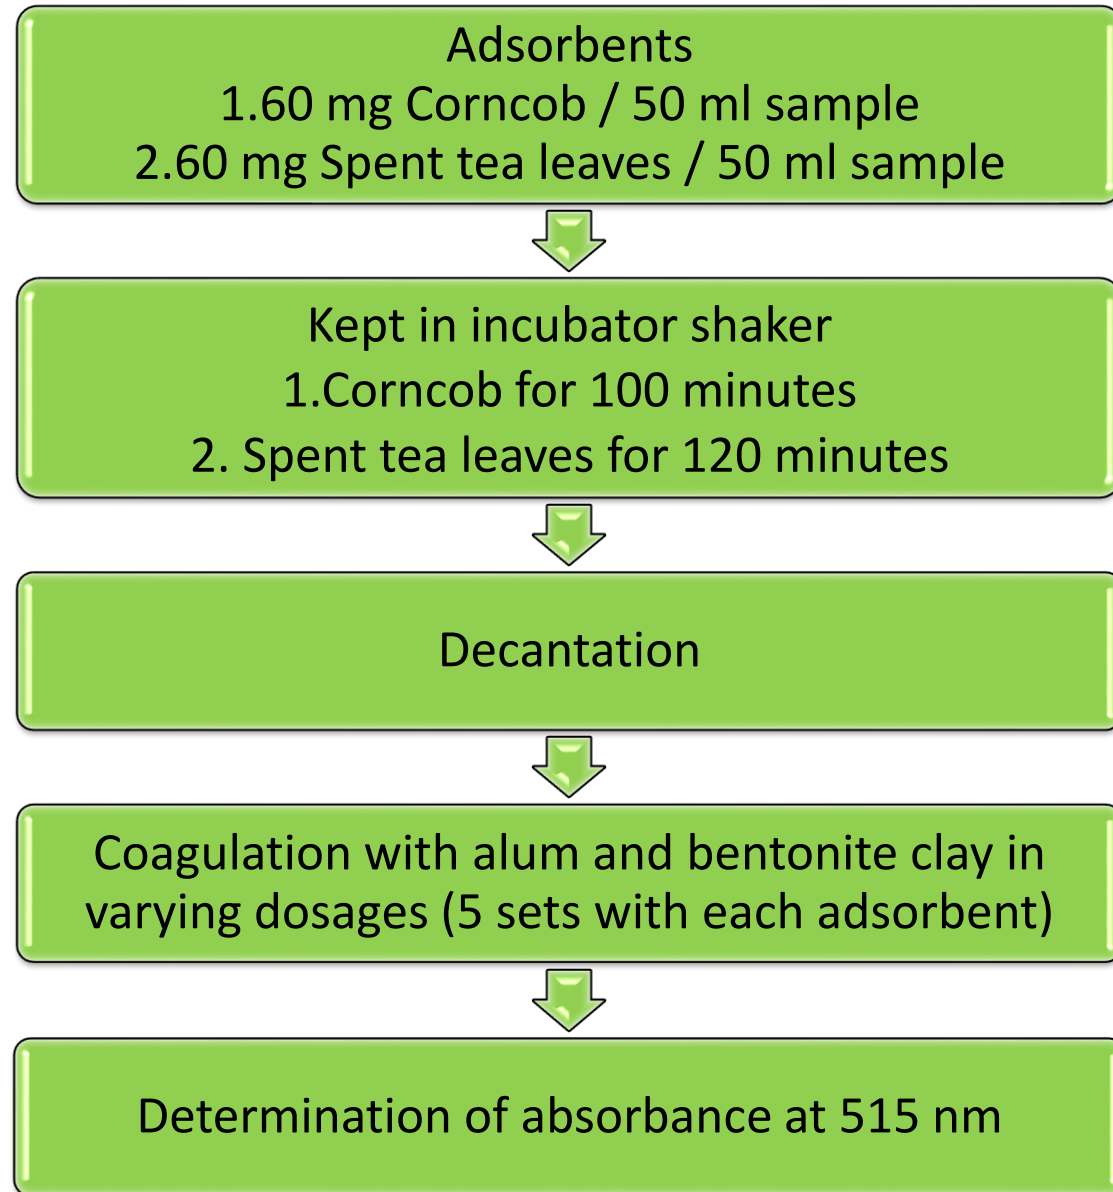 Adsorbents
1.60 mg Corncob / 50 ml sample
2.60 mg Spent tea leaves / 50 ml sample
Kept in incubator shaker
1.Corncob for 100 minutes
2. Spent tea leaves for 120 minutes
Decantation
Coagulation with alum and bentonite clay in
varying dosages (5 sets with each adsorbent)
Determination of absorbance at 515 nm